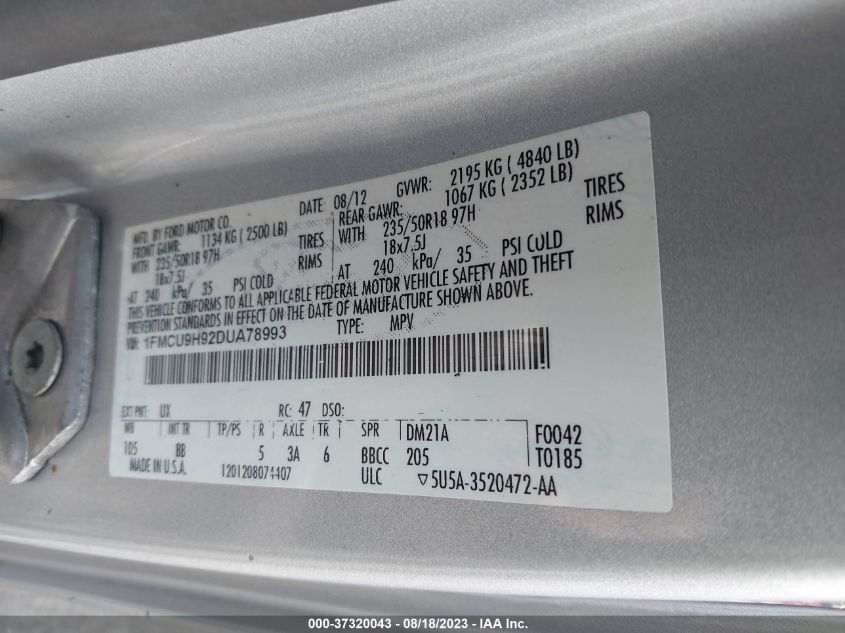 MFD. BY FORD MOTOR CO.
DATE 08/12 GVWR: 2195 KG ( 4840 LB)
FRONT GAWR: 1134 KG ( 2500 LB)
REAR GAWR: 1067 KG ( 2352 LB)
WITH 235/50R18 97H TIRES
WITH 235/50R18 97H TIRES
18x7.5J RIMS
18x7.5J RIMS
AT 240 kPa/ 35 PSI COLD
AT 240 kPa/ 35 PSI COLD
THIS VEHICLE CONFORMS TO ALL APPLICABLE FEDERAL MOTOR VEHICLE SAFETY AND THEFT
PREVENTION STANDARDS IN EFFECT ON THE DATE OF MANUFACTURE SHOWN ABOVE.
VIN: 1FMCU9H92DUA78993
TYPE: MPV
EXT PNT: UX RC: 47 DSO:
WB INT TR TP/PS R AXLE TR SPR DM21A F0042
105 BB 5 3A 6 BBCC 205 T0185
MADE IN U.S.A. 1201208074407 ULC ▽5U5A-3520472-AA
000-37320043 - 08/18/2023 - IAA Inc.